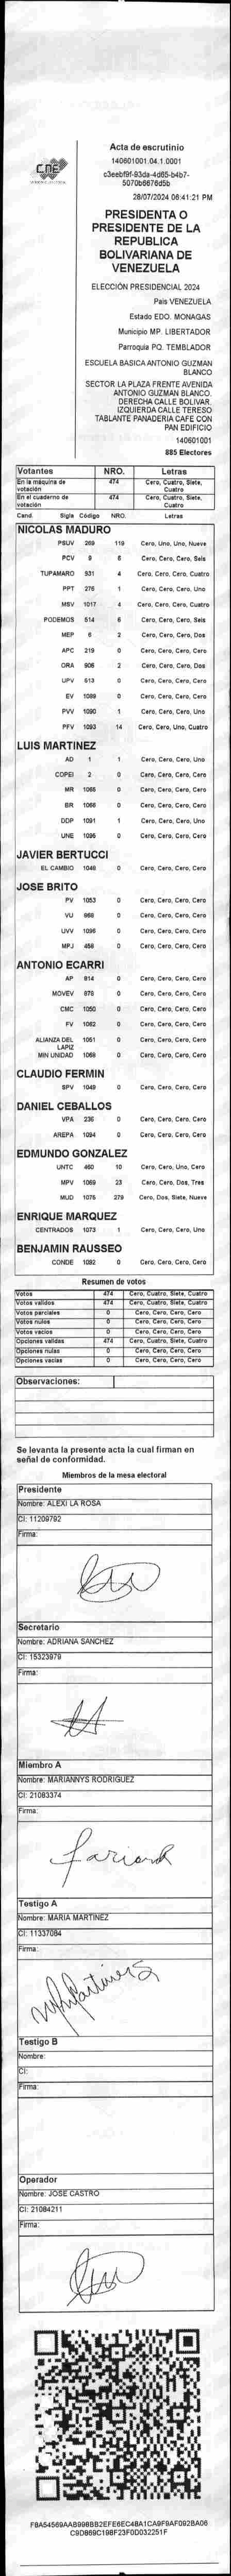 CNE
Acta de escrutinio
140601001.04.1.0001
c3eebf9f-93da-4d65-b4b7-
5070b6676d5b
28/07/2024 06:41:21 PM
PRESIDENTA O
PRESIDENTE DE LA
REPUBLICA
BOLIVARIANA DE
VENEZUELA
ELECCIÓN PRESIDENCIAL 2024
País VENEZUELA
Estado EDO. MONAGAS
Municipio MP. LIBERTADOR
Parroquia PQ. TEMBLADOR
ESCUELA BASICA ANTONIO GUZMAN
BLANCO
SECTOR LA PLAZA FRENTE AVENIDA
ANTONIO GUZMAN BLANCO.
DERECHA CALLE BOLIVAR.
IZQUIERDA CALLE TERESO
TABLANTE PANADERIA CAFE CON
PAN EDIFICIO
140601001
885 Electores
Votantes NRO. Letras
En la máquina de votación 474 Cero, Cuatro, Siete, Cuatro
En el cuaderno de votación 474 Cero, Cuatro, Siete, Cuatro
Cand. Sigla Código NRO. Letras
NICOLAS MADURO
PSUV 269 119 Cero, Uno, Uno, Nueve
PCV 9 6 Cero, Cero, Cero, Seis
TUPAMARO 931 4 Cero, Cero, Cero, Cuatro
PPT 276 1 Cero, Cero, Cero, Uno
MSV 1017 4 Cero, Cero, Cero, Cuatro
PODEMOS 514 6 Cero, Cero, Cero, Seis
MEP 6 2 Cero, Cero, Cero, Dos
APC 219 0 Cero, Cero, Cero, Cero
ORA 906 2 Cero, Cero, Cero, Dos
UPV 613 0 Cero, Cero, Cero, Cero
EV 1089 0 Cero, Cero, Cero, Cero
PVV 1090 1 Cero, Cero, Cero, Uno
PFV 1093 14 Cero, Cero, Uno, Cuatro
LUIS MARTINEZ
AD 1 1 Cero, Cero, Cero, Uno
COPEI 2 0 Cero, Cero, Cero, Cero
MR 1065 0 Cero, Cero, Cero, Cero
BR 1066 0 Cero, Cero, Cero, Cero
DDP 1091 1 Cero, Cero, Cero, Uno
UNE 1095 0 Cero, Cero, Cero, Cero
JAVIER BERTUCCI
EL CAMBIO 1048 0 Cero, Cero, Cero, Cero
JOSE BRITO
PV 1053 0 Cero, Cero, Cero, Cero
VU 968 0 Cero, Cero, Cero, Cero
UVV 1096 0 Cero, Cero, Cero, Cero
MPJ 458 0 Cero, Cero, Cero, Cero
ANTONIO ECARRI
AP 914 0 Cero, Cero, Cero, Cero
MOVEV 979 0 Cero, Cero, Cero, Cero
CMC 1050 0 Cero, Cero, Cero, Cero
FV 1062 0 Cero, Cero, Cero, Cero
ALIANZA DEL LAPIZ 1051 0 Cero, Cero, Cero, Cero
MIN UNIDAD 1068 0 Cero, Cero, Cero, Cero
CLAUDIO FERMIN
SPV 1049 0 Cero, Cero, Cero, Cero
DANIEL CEBALLOS
VPA 236 0 Cero, Cero, Cero, Cero
AREPA 1094 0 Cero, Cero, Cero, Cero
EDMUNDO GONZALEZ
UNTC 460 10 Cero, Cero, Uno, Cero
MPV 1069 23 Cero, Cero, Dos, Tres
MUD 1075 279 Cero, Dos, Siete, Nueve
ENRIQUE MARQUEZ
CENTRADOS 1073 1 Cero, Cero, Cero, Uno
BENJAMIN RAUSSEO
CONDE 1092 0 Cero, Cero, Cero, Cero
Resumen de votos
Votos 474 Cero, Cuatro, Siete, Cuatro
Votos validos 474 Cero, Cuatro, Siete, Cuatro
Votos parciales 0 Cero, Cero, Cero, Cero
Votos nulos 0 Cero, Cero, Cero, Cero
Votos vacios 0 Cero, Cero, Cero, Cero
Opciones validas 474 Cero, Cuatro, Siete, Cuatro
Opciones nulas 0 Cero, Cero, Cero, Cero
Opciones vacias 0 Cero, Cero, Cero, Cero
Observaciones:
Se levanta la presente acta la cual firman en
señal de conformidad.
Miembros de la mesa electoral
Presidente
Nombre: ALEXI LA ROSA
CI: 11209792
Firma:
Secretario
Nombre: ADRIANA SANCHEZ
CI: 15323979
Firma:
Miembro A
Nombre: MARIANNYS RODRIGUEZ
CI: 21083374
Firma:
Testigo A
Nombre: MARIA MARTINEZ
CI: 11337084
Firma:
Testigo B
Nombre:
CI:
Firma:
Operador
Nombre: JOSE CASTRO
CI: 21084211
Firma:
F8A54569AAB998BB2EFE6EC4BA1CA9F9AF092BA06
C9D869C198F23F0D032251F